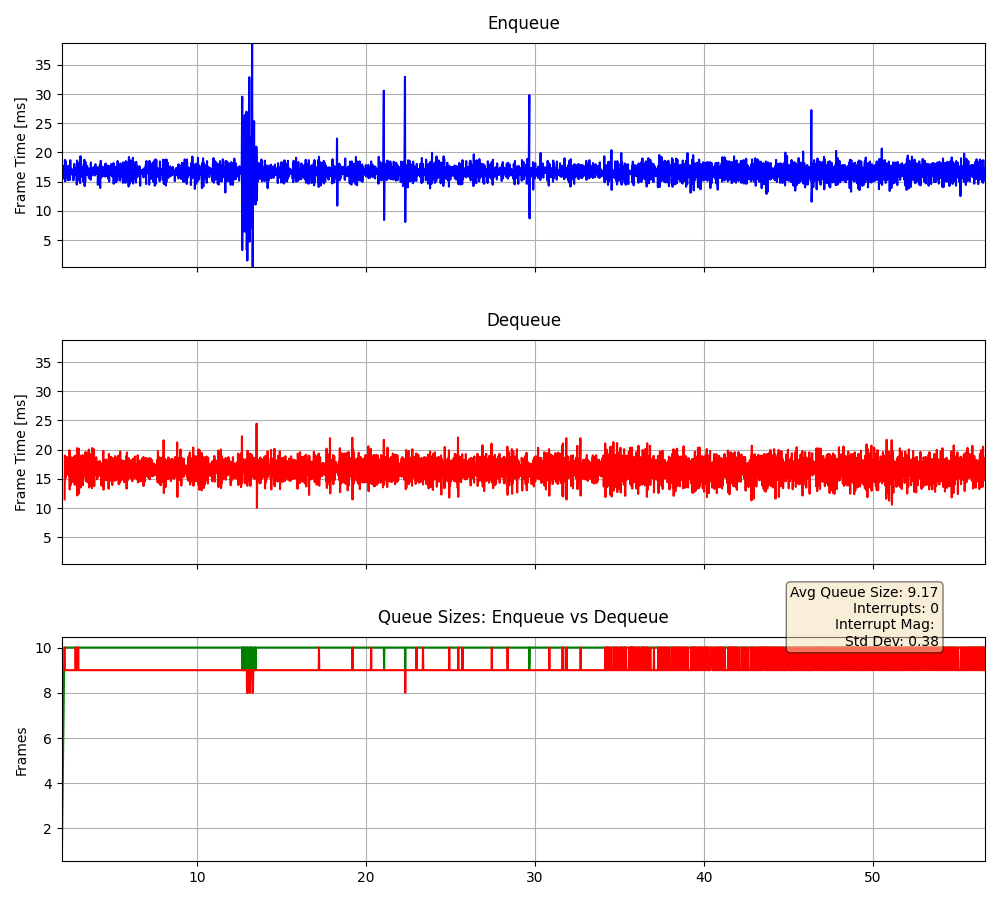 Enqueue
35
30
25
20
15
10
5
Frame Time [ms]
Dequeue
35
30
25
20
15
10
5
Frame Time [ms]
Avg Queue Size: 9.17
Interrupts: 0
Interrupt Mag:
Std Dev: 0.38
Queue Sizes: Enqueue vs Dequeue
10
8
6
4
2
Frames
10 20 30 40 50